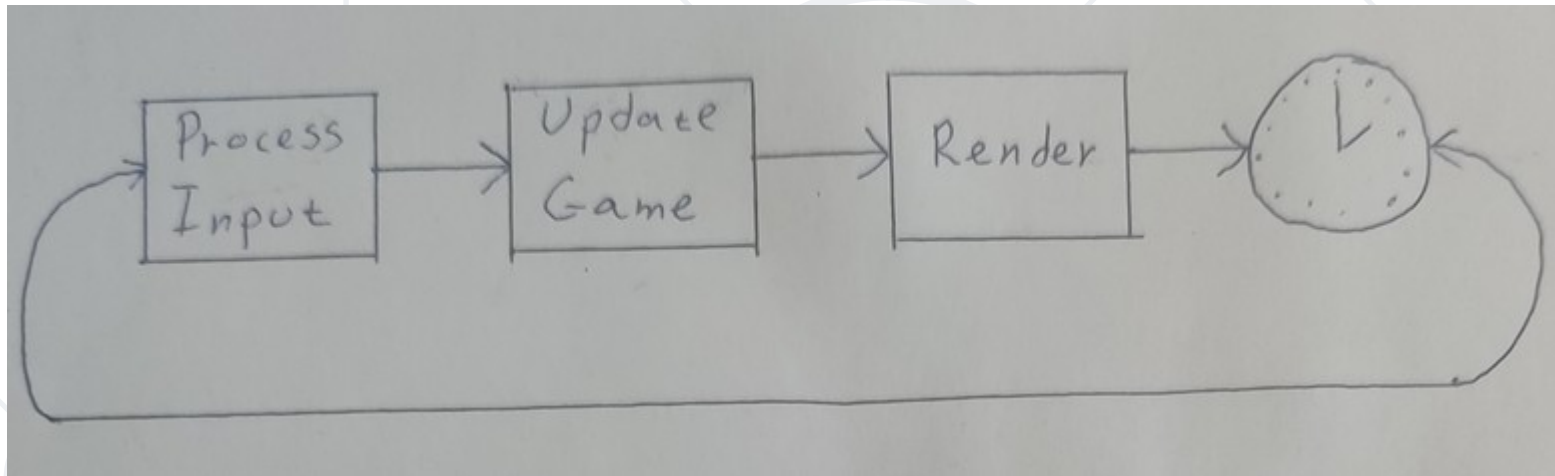 Process
Input
Update
Game
Render